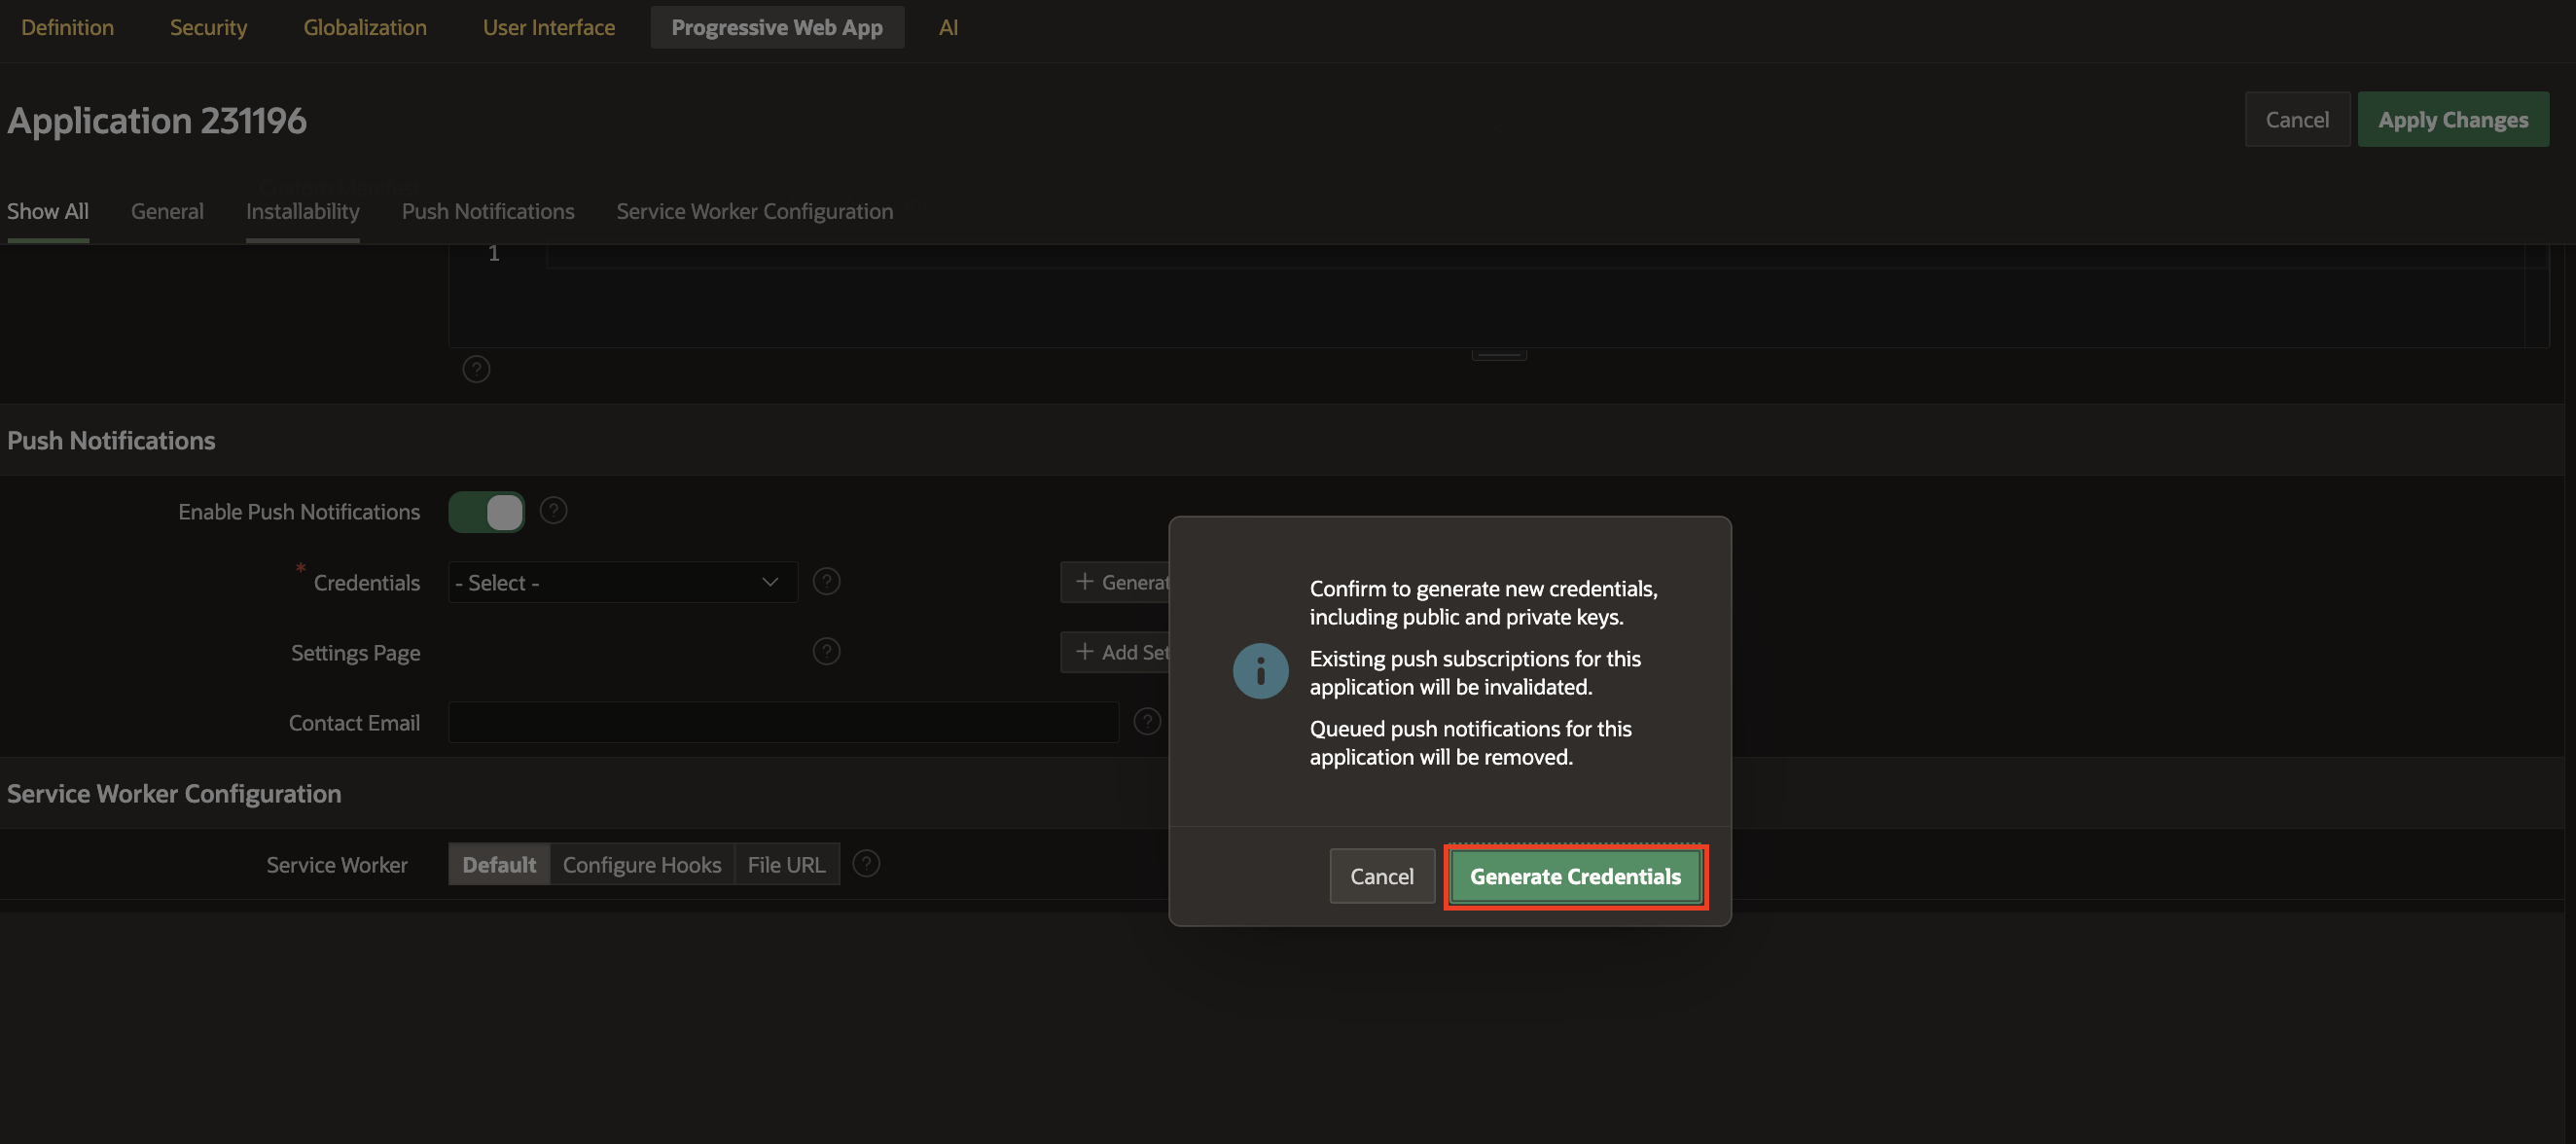 Definition Security Globalization User Interface Progressive Web App AI
Application 231196
Cancel Apply Changes
Show All General Installability Push Notifications Service Worker Configuration
1
?
Push Notifications
Enable Push Notifications ?
* Credentials - Select - ? + Generat
Settings Page ? + Add Set
Contact Email ?
Confirm to generate new credentials,
including public and private keys.
Existing push subscriptions for this
application will be invalidated.
Queued push notifications for this
application will be removed.
Cancel Generate Credentials
Service Worker Configuration
Service Worker Default Configure Hooks File URL ?